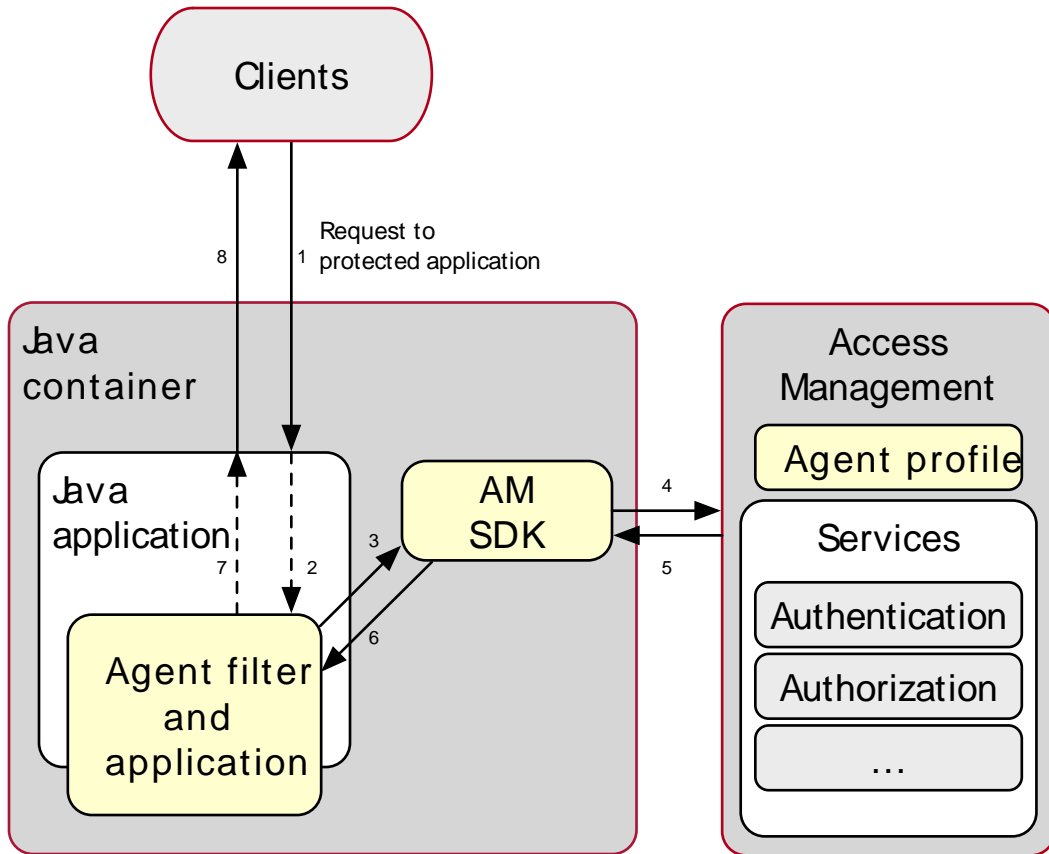 Clients
8
1
Request to
protected application
Java
container
Access
Management
Agent profile
Java
application
AM
SDK
4
5
Services
3
7
2
6
Authentication
Authorization
...
Agent filter
and
application